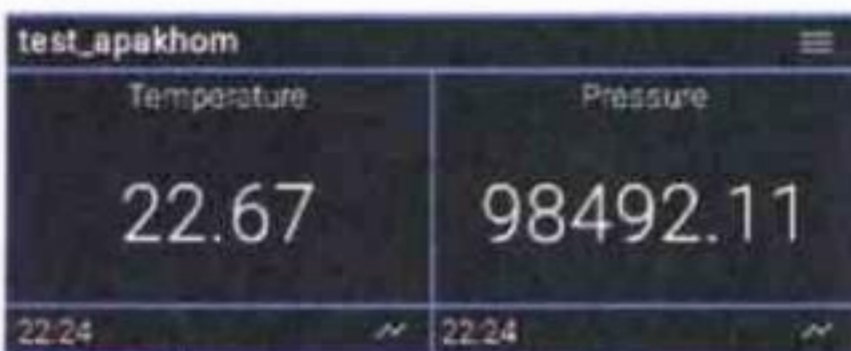 test_apakhom
Temperature Pressure
22.67 98492.11
22:24 22:24